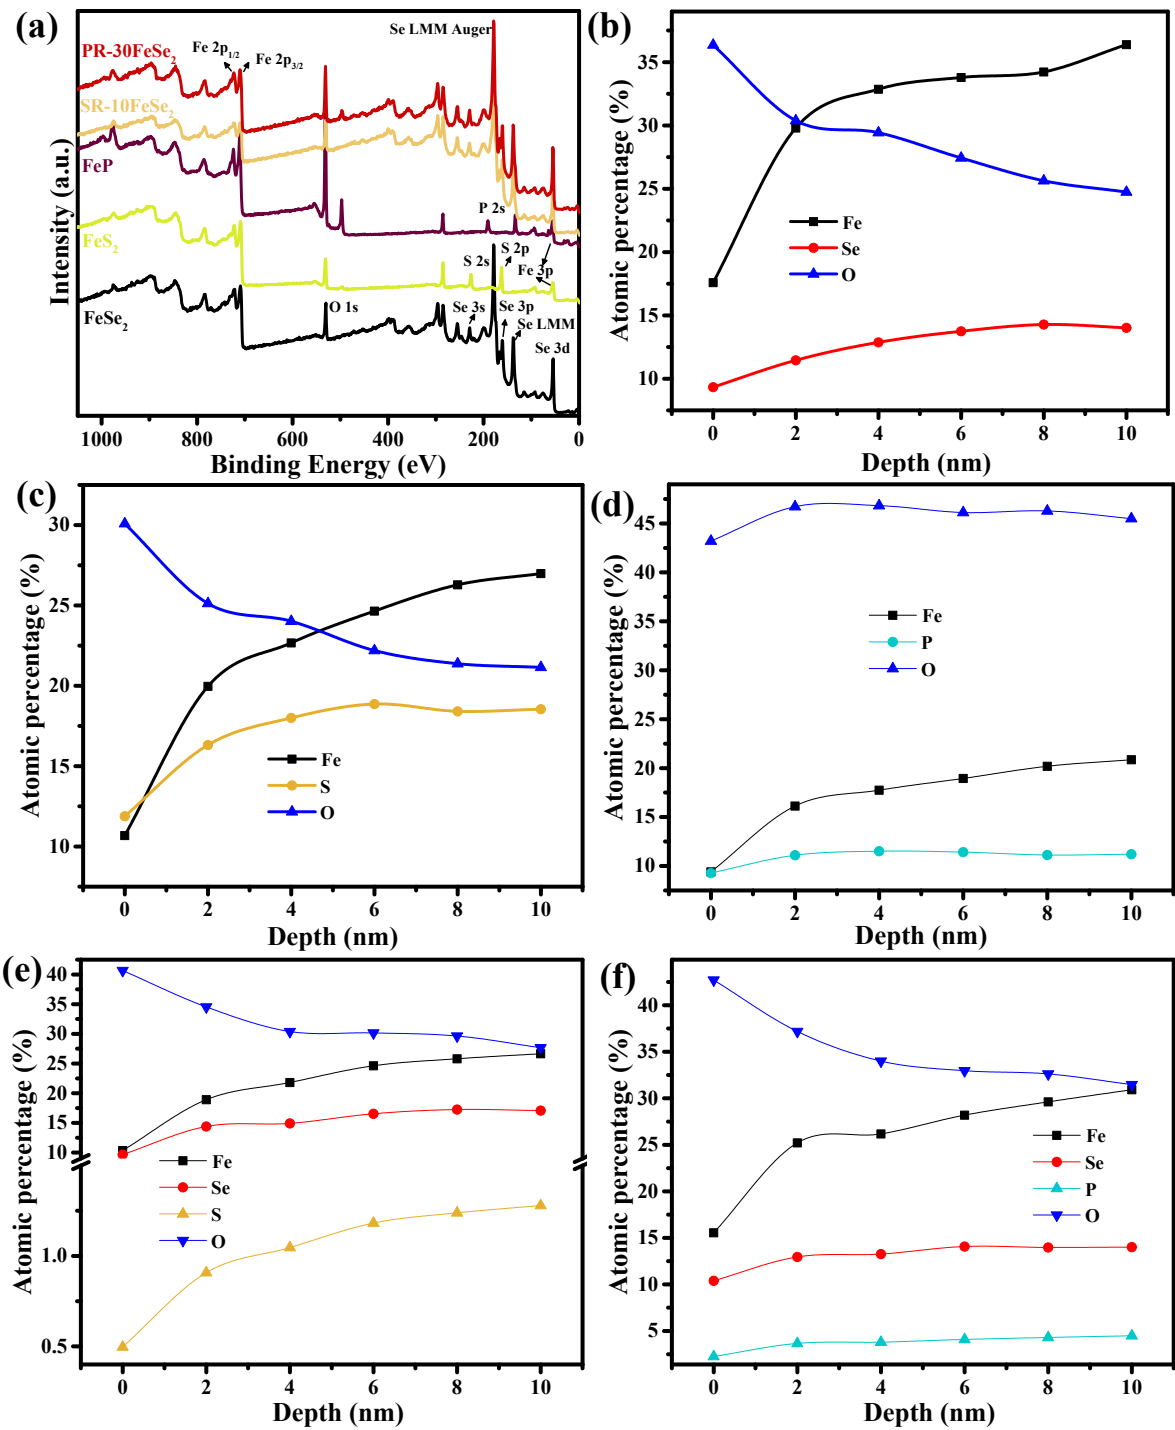 (a)
Se LMM Auger
PR-30FeSe₂
Fe 2p₁/₂
Fe 2p₃/₂
SR-10FeSe₂
FeP
P 2s
FeS₂
S 2s
S 2p
Fe 3p
FeSe₂
O 1s
Se 3s
Se 3p
Se LMM
Se 3d
Intensity (a.u.)
1000 800 600 400 200 0
Binding Energy (eV)
(b)
Atomic percentage (%)
35
30
25
20
15
10
Fe
Se
O
0 2 4 6 8 10
Depth (nm)
(c)
Atomic percentage (%)
30
25
20
15
10
Fe
S
O
0 2 4 6 8 10
Depth (nm)
(d)
Atomic percentage (%)
45
40
35
30
25
20
15
10
Fe
P
O
0 2 4 6 8 10
Depth (nm)
(e)
Atomic percentage (%)
40
35
30
25
20
15
10
1.0
0.5
Fe
Se
S
O
0 2 4 6 8 10
Depth (nm)
(f)
Atomic percentage (%)
40
35
30
25
20
15
10
5
Fe
Se
P
O
0 2 4 6 8 10
Depth (nm)